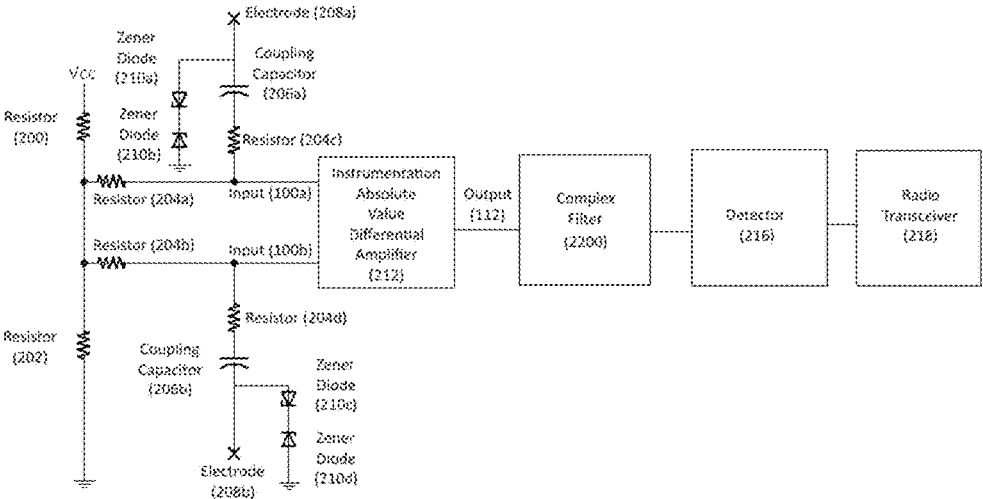 Electrode (208a)
Zener
Diode
(210a)
Coupling
Capacitor
(206a)
Vcc
Resistor
(200)
Zener
Diode
(210b)
Resistor (204c)
Resistor (204a)
Input (100a)
Instrumentation
Absolute
Value
Differential
Amplifier
(212)
Output
(112)
Complex
Filter
(2200)
Detector
(216)
Radio
Transceiver
(218)
Resistor (204b)
Input (100b)
Resistor (204d)
Resistor
(202)
Coupling
Capacitor
(206b)
Zener
Diode
(210c)
Zener
Diode
(210d)
Electrode
(208b)